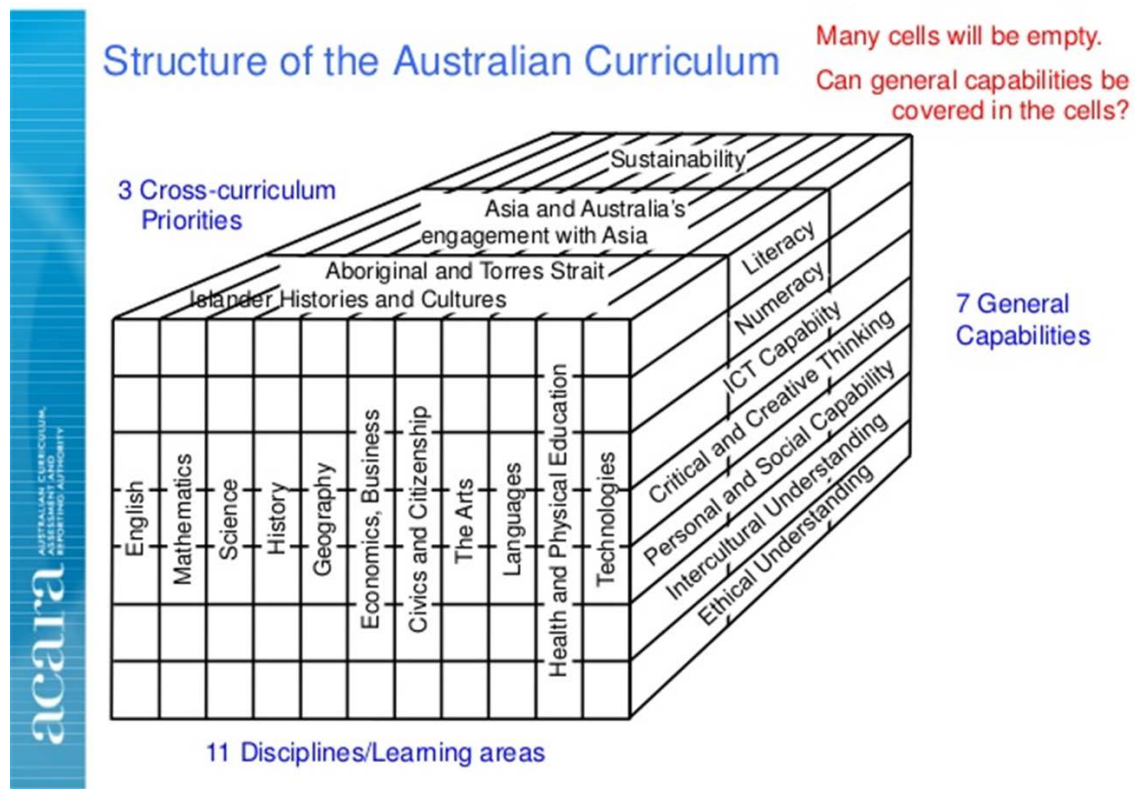 Structure of the Australian Curriculum
Many cells will be empty.
Can general capabilities be
covered in the cells?
3 Cross-curriculum
Priorities
Sustainability
Asia and Australia's
engagement with Asia
Aboriginal and Torres Strait
Islander Histories and Cultures
Literacy
Numeracy
ICT Capability
Critical and Creative Thinking
Personal and Social Capability
Intercultural Understanding
Ethical Understanding
7 General
Capabilities
English
Mathematics
Science
History
Geography
Economics, Business
Civics and Citizenship
The Arts
Languages
Health and Physical Education
Technologies
11 Disciplines/Learning areas
acara
AUSTRALIAN CURRICULUM,
ASSESSMENT AND
REPORTING AUTHORITY